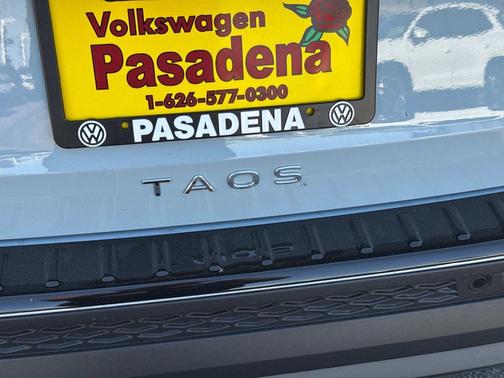 Volkswagen
Pasadena
1-626-577-0300
PASADENA
TAOS